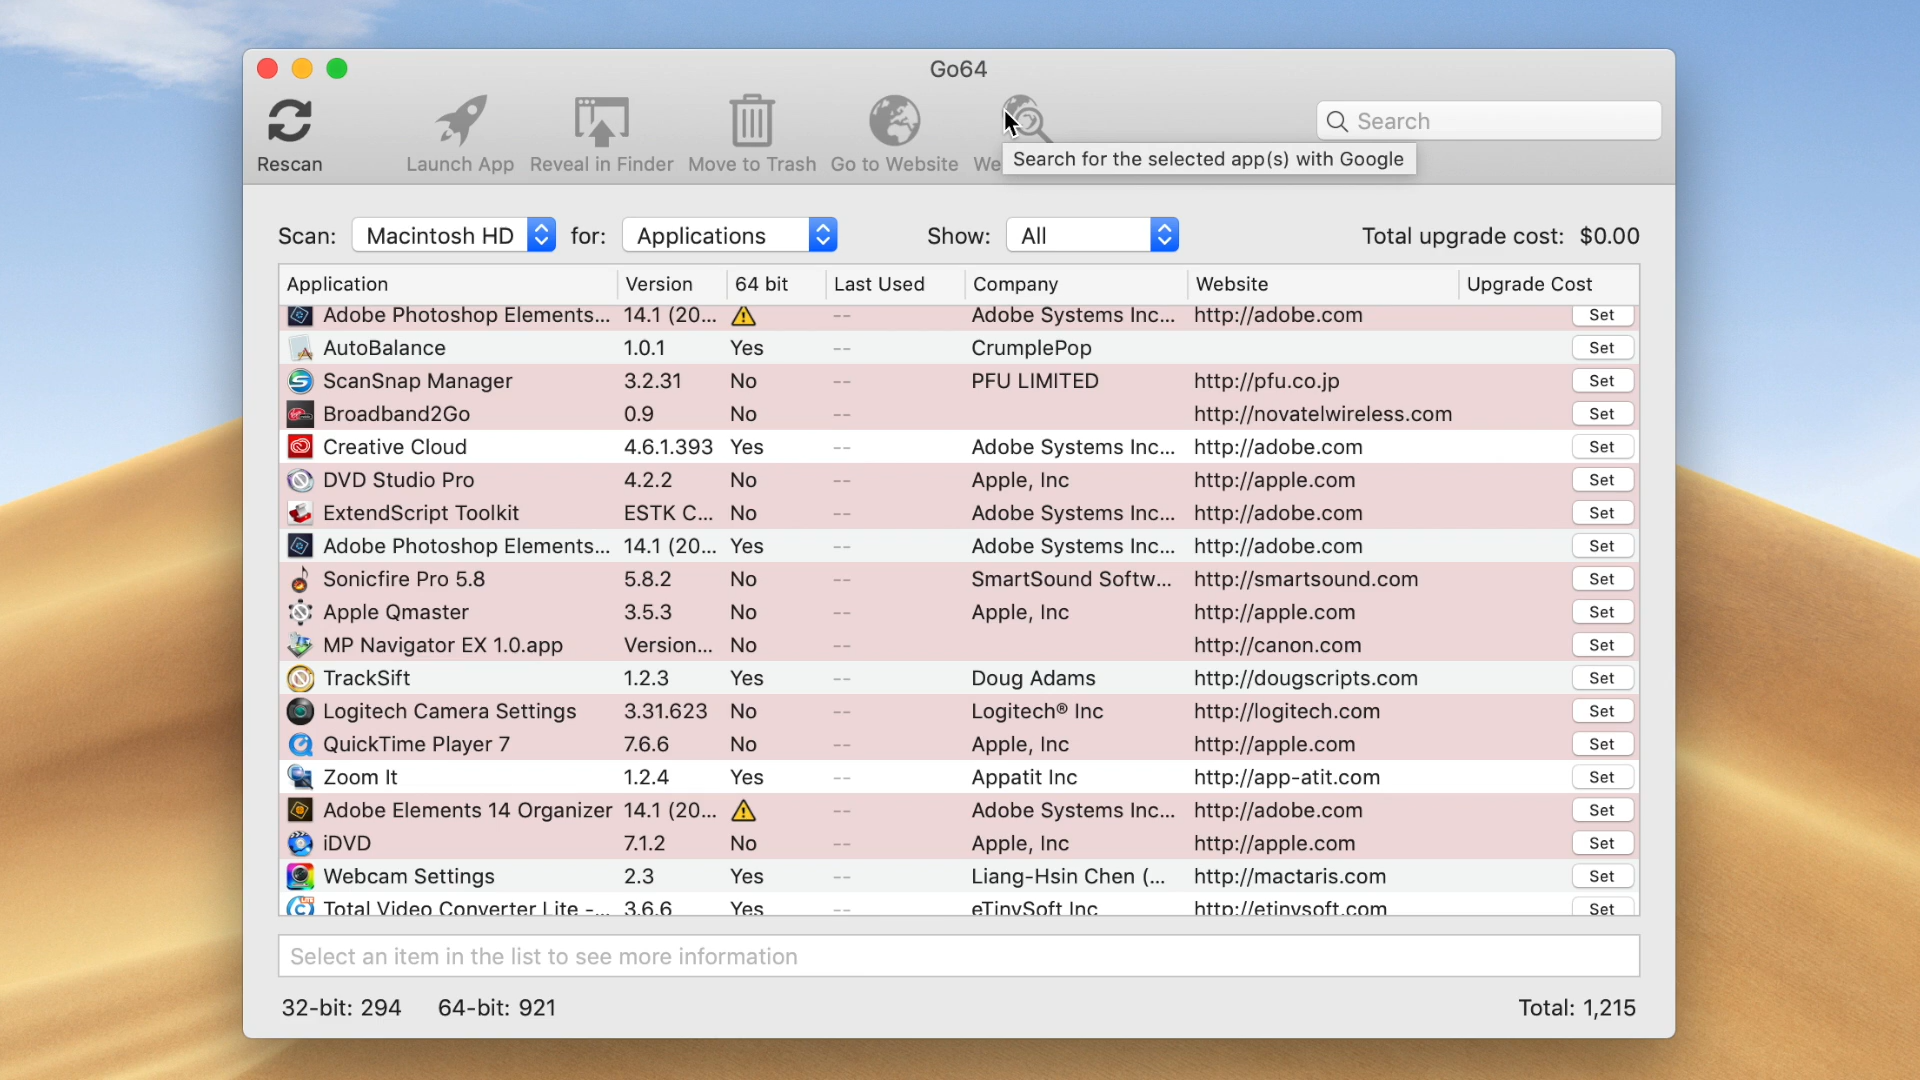 Go64
Rescan Launch App Reveal in Finder Move to Trash Go to Website We
Search
Search for the selected app(s) with Google
Scan: Macintosh HD for: Applications Show: All Total upgrade cost: $0.00
Application Version 64 bit Last Used Company Website Upgrade Cost
Adobe Photoshop Elements... 14.1 (20... -- Adobe Systems Inc... http://adobe.com Set
AutoBalance 1.0.1 Yes -- CrumplePop Set
ScanSnap Manager 3.2.31 No -- PFU LIMITED http://pfu.co.jp Set
Broadband2Go 0.9 No -- http://novatelwireless.com Set
Creative Cloud 4.6.1.393 Yes -- Adobe Systems Inc... http://adobe.com Set
DVD Studio Pro 4.2.2 No -- Apple, Inc http://apple.com Set
ExtendScript Toolkit ESTK C... No -- Adobe Systems Inc... http://adobe.com Set
Adobe Photoshop Elements... 14.1 (20... Yes -- Adobe Systems Inc... http://adobe.com Set
Sonicfire Pro 5.8 5.8.2 No -- SmartSound Softw... http://smartsound.com Set
Apple Qmaster 3.5.3 No -- Apple, Inc http://apple.com Set
MP Navigator EX 1.0.app Version... No -- http://canon.com Set
TrackSift 1.2.3 Yes -- Doug Adams http://dougscripts.com Set
Logitech Camera Settings 3.31.623 No -- Logitech® Inc http://logitech.com Set
QuickTime Player 7 7.6.6 No -- Apple, Inc http://apple.com Set
Zoom It 1.2.4 Yes -- Appatit Inc http://app-atit.com Set
Adobe Elements 14 Organizer 14.1 (20... -- Adobe Systems Inc... http://adobe.com Set
iDVD 7.1.2 No -- Apple, Inc http://apple.com Set
Webcam Settings 2.3 Yes -- Liang-Hsin Chen (... http://mactaris.com Set
Total Video Converter Lite -... 3.6.6 Yes -- eTinySoft Inc http://etinysoft.com Set
Select an item in the list to see more information
32-bit: 294 64-bit: 921 Total: 1,215